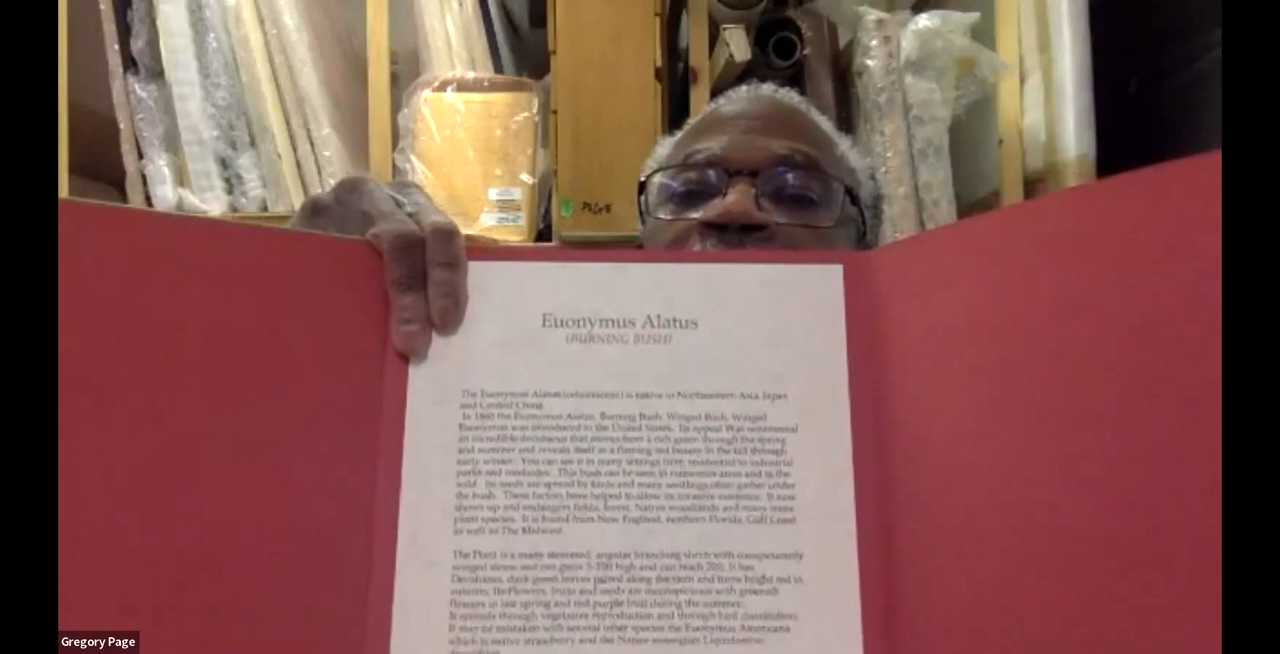 PAGE
Euonymus Alatus
(BURNING BUSH)
The Euonymus Alatus is native to Northeastern Asia, Japan
and Central China.
In 1860 the Euonymus Alatus, Burning Bush, Winged Bush, Winged
Euonymus was introduced to the United States. Its appeal Was
an incredible deciduous that moves from a rich green through the spring
and summer and reveals itself as a flaming red beauty in the fall through
early winter. You can see it in many settings from residential to industrial
parks and roadsides. This bush can be seen in numerous areas and in the
wild. Its seeds are spread by birds and many seedlings often gather under
the bush. These factors have helped to allow its invasive existence. It now
shows up and endangers fields, forest, Native woodlands and many more
plant species. It is found from New England, northern Florida, Gulf Coast
as well as The Midwest.
The Plant is a many stemmed, angular branching shrub with conspicuously
winged stems and can grow high and can reach It has
Deciduous, dark green leaves paired along the stem and turns bright red in
autumn. Its Flowers, fruits and seeds are inconspicuous with greenish
flowers in late spring and red purple fruit during the summer.
It spreads through vegetative reproduction and through bird distribution.
It may be mistaken with several other species the Euonymus Americana
which is native strawberry and the Native sweetgum Liquidambar
Gregory Page